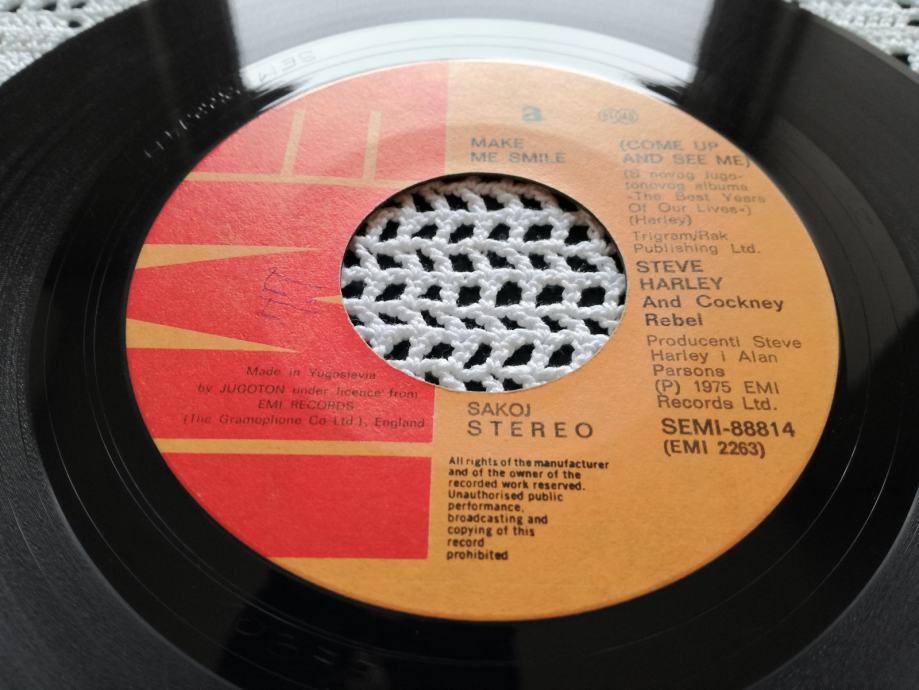 a
MAKE
ME SMILE
(COME UP
AND SEE ME)
(S novog Jugo-
tonovog albuma
-The Best Years
Of Our Lives-)
(Harley)
Trigram/Rak
Publishing Ltd.
STEVE
HARLEY
And Cockney
Rebel
Producenti Steve
Harley i Alan
Parsons
(P) 1975 EMI
Records Ltd.
SEMI-88814
(EMI 2263)
Made in Yugoslavia
by JUGOTON under licence from
EMI RECORDS
(The Gramophone Co Ltd), England
SAKOJ
STEREO
All rights of the manufacturer
and of the owner of the
recorded work reserved.
Unauthorised public
performance,
broadcasting and
copying of this
record
prohibited